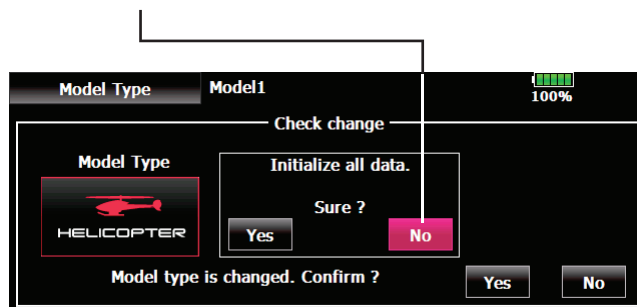 Model Type Model1
100%
Check change
Model Type
Initialize all data.
Sure ?
HELICOPTER
Yes No
Model type is changed. Confirm ? Yes No